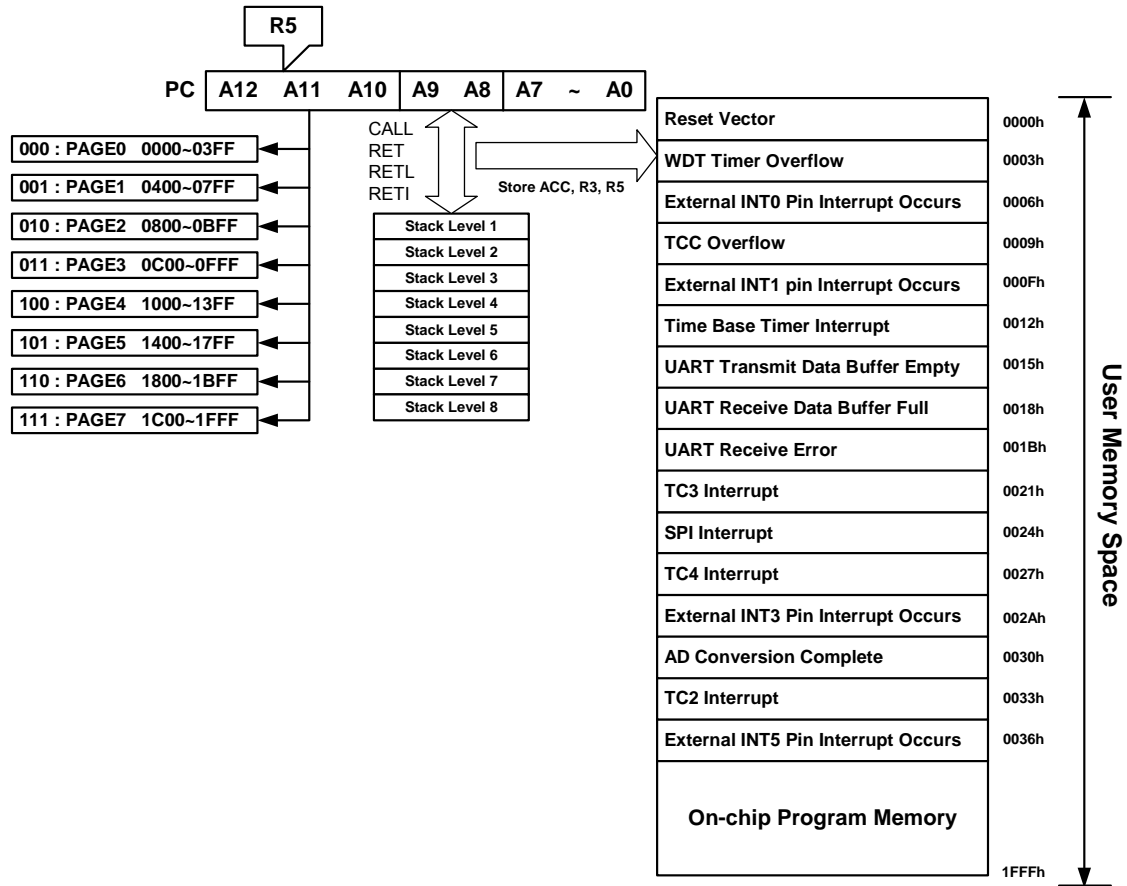 R5
PC A12 A11 A10 A9 A8 A7 ~ A0
000 : PAGE0 0000~03FF
001 : PAGE1 0400~07FF
010 : PAGE2 0800~0BFF
011 : PAGE3 0C00~0FFF
100 : PAGE4 1000~13FF
101 : PAGE5 1400~17FF
110 : PAGE6 1800~1BFF
111 : PAGE7 1C00~1FFF
CALL
RET
RETL
RETI
Store ACC, R3, R5
Stack Level 1
Stack Level 2
Stack Level 3
Stack Level 4
Stack Level 5
Stack Level 6
Stack Level 7
Stack Level 8
Reset Vector 0000h
WDT Timer Overflow 0003h
External INT0 Pin Interrupt Occurs 0006h
TCC Overflow 0009h
External INT1 pin Interrupt Occurs 000Fh
Time Base Timer Interrupt 0012h
UART Transmit Data Buffer Empty 0015h
UART Receive Data Buffer Full 0018h
UART Receive Error 001Bh
TC3 Interrupt 0021h
SPI Interrupt 0024h
TC4 Interrupt 0027h
External INT3 Pin Interrupt Occurs 002Ah
AD Conversion Complete 0030h
TC2 Interrupt 0033h
External INT5 Pin Interrupt Occurs 0036h
On-chip Program Memory
1FFFh
User Memory Space